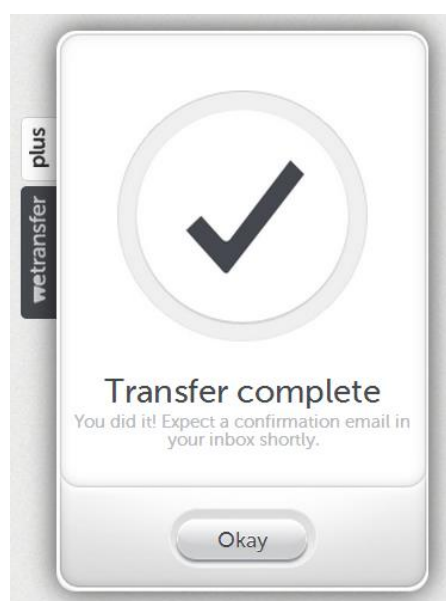 plus
wetransfer
Transfer complete
You did it! Expect a confirmation email in
your inbox shortly.
Okay